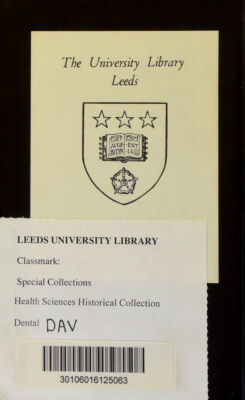 The University Library
Leeds
LEEDS UNIVERSITY LIBRARY
Classmark:
Special Collections
Health Sciences Historical Collection
Dental DAV
30106016125063